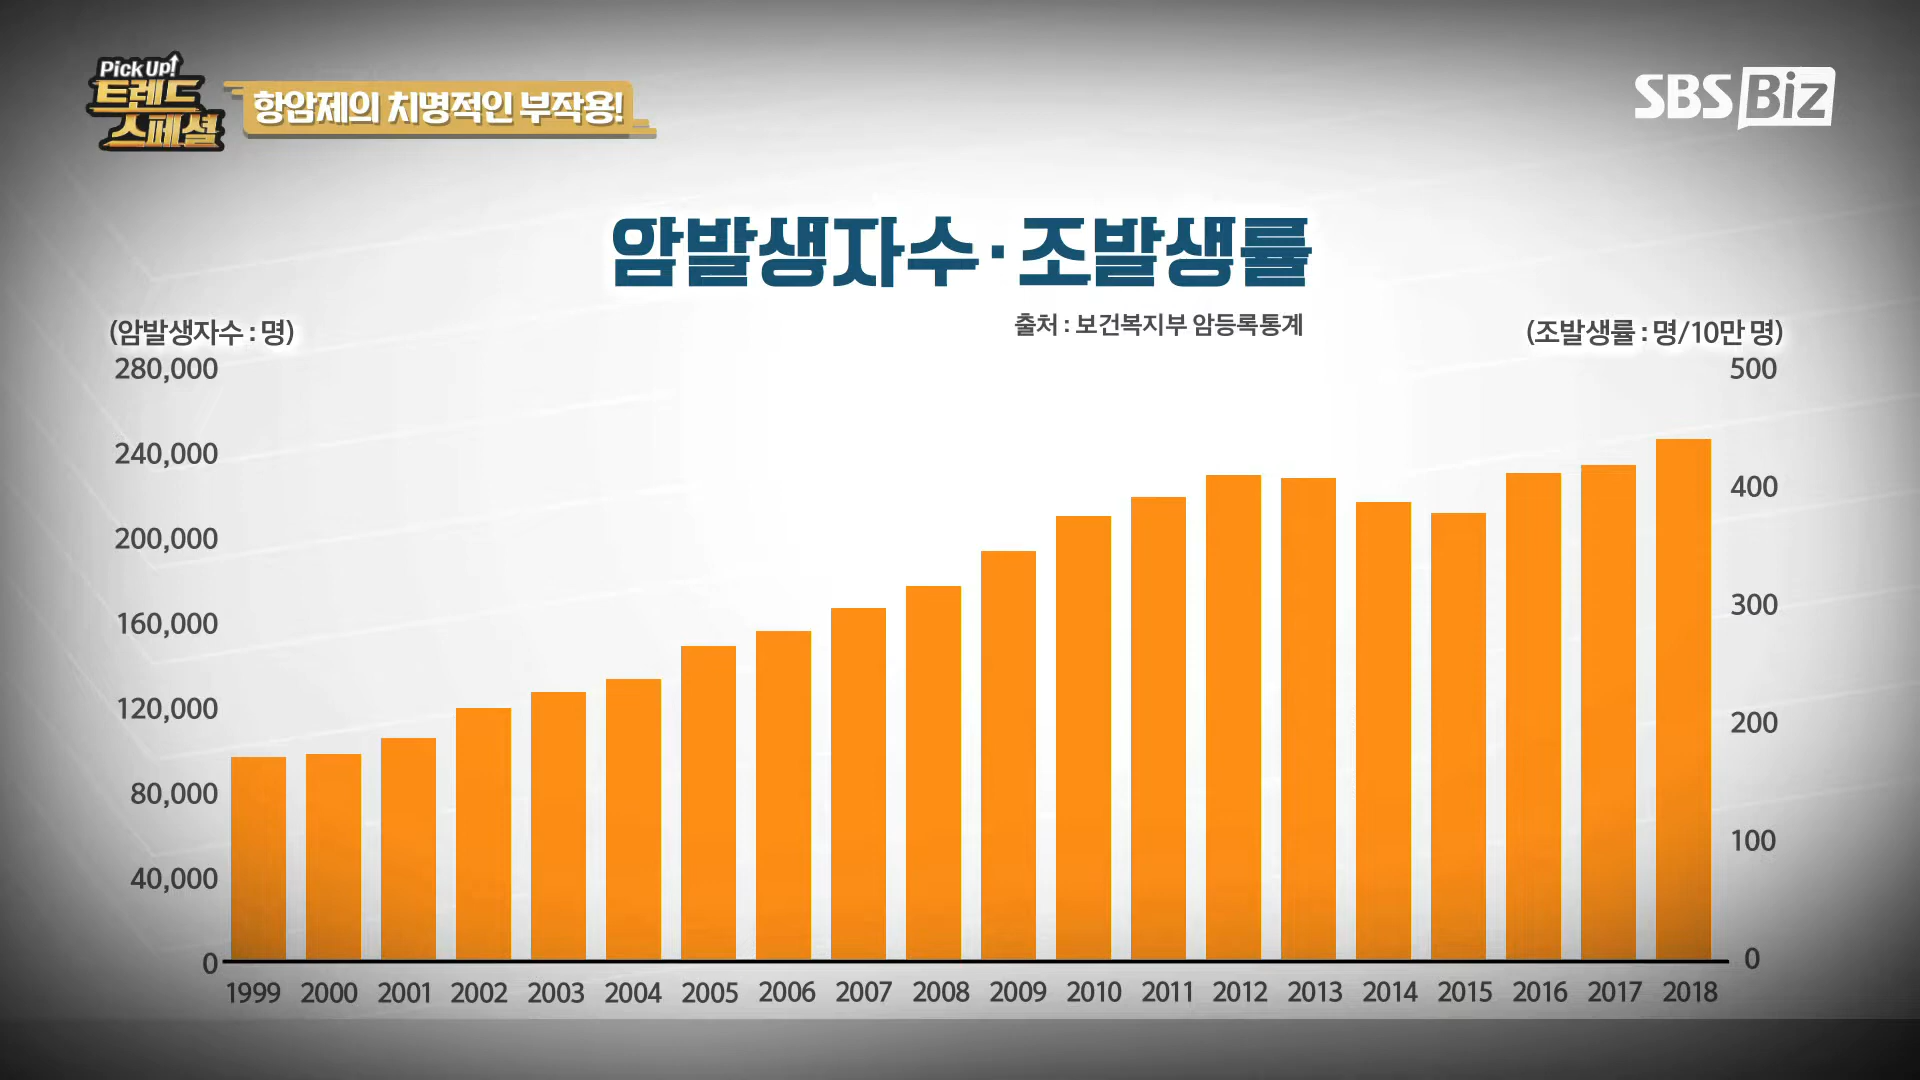 Pick Up!
트렌드
스페셜
항암제의 치명적인 부작용!
SBS Biz
암발생자수·조발생률
출처 : 보건복지부 암등록통계
(암발생자수 : 명)
(조발생률 : 명/10만 명)
280,000
240,000
200,000
160,000
120,000
80,000
40,000
0
500
400
300
200
100
0
1999 2000 2001 2002 2003 2004 2005 2006 2007 2008 2009 2010 2011 2012 2013 2014 2015 2016 2017 2018